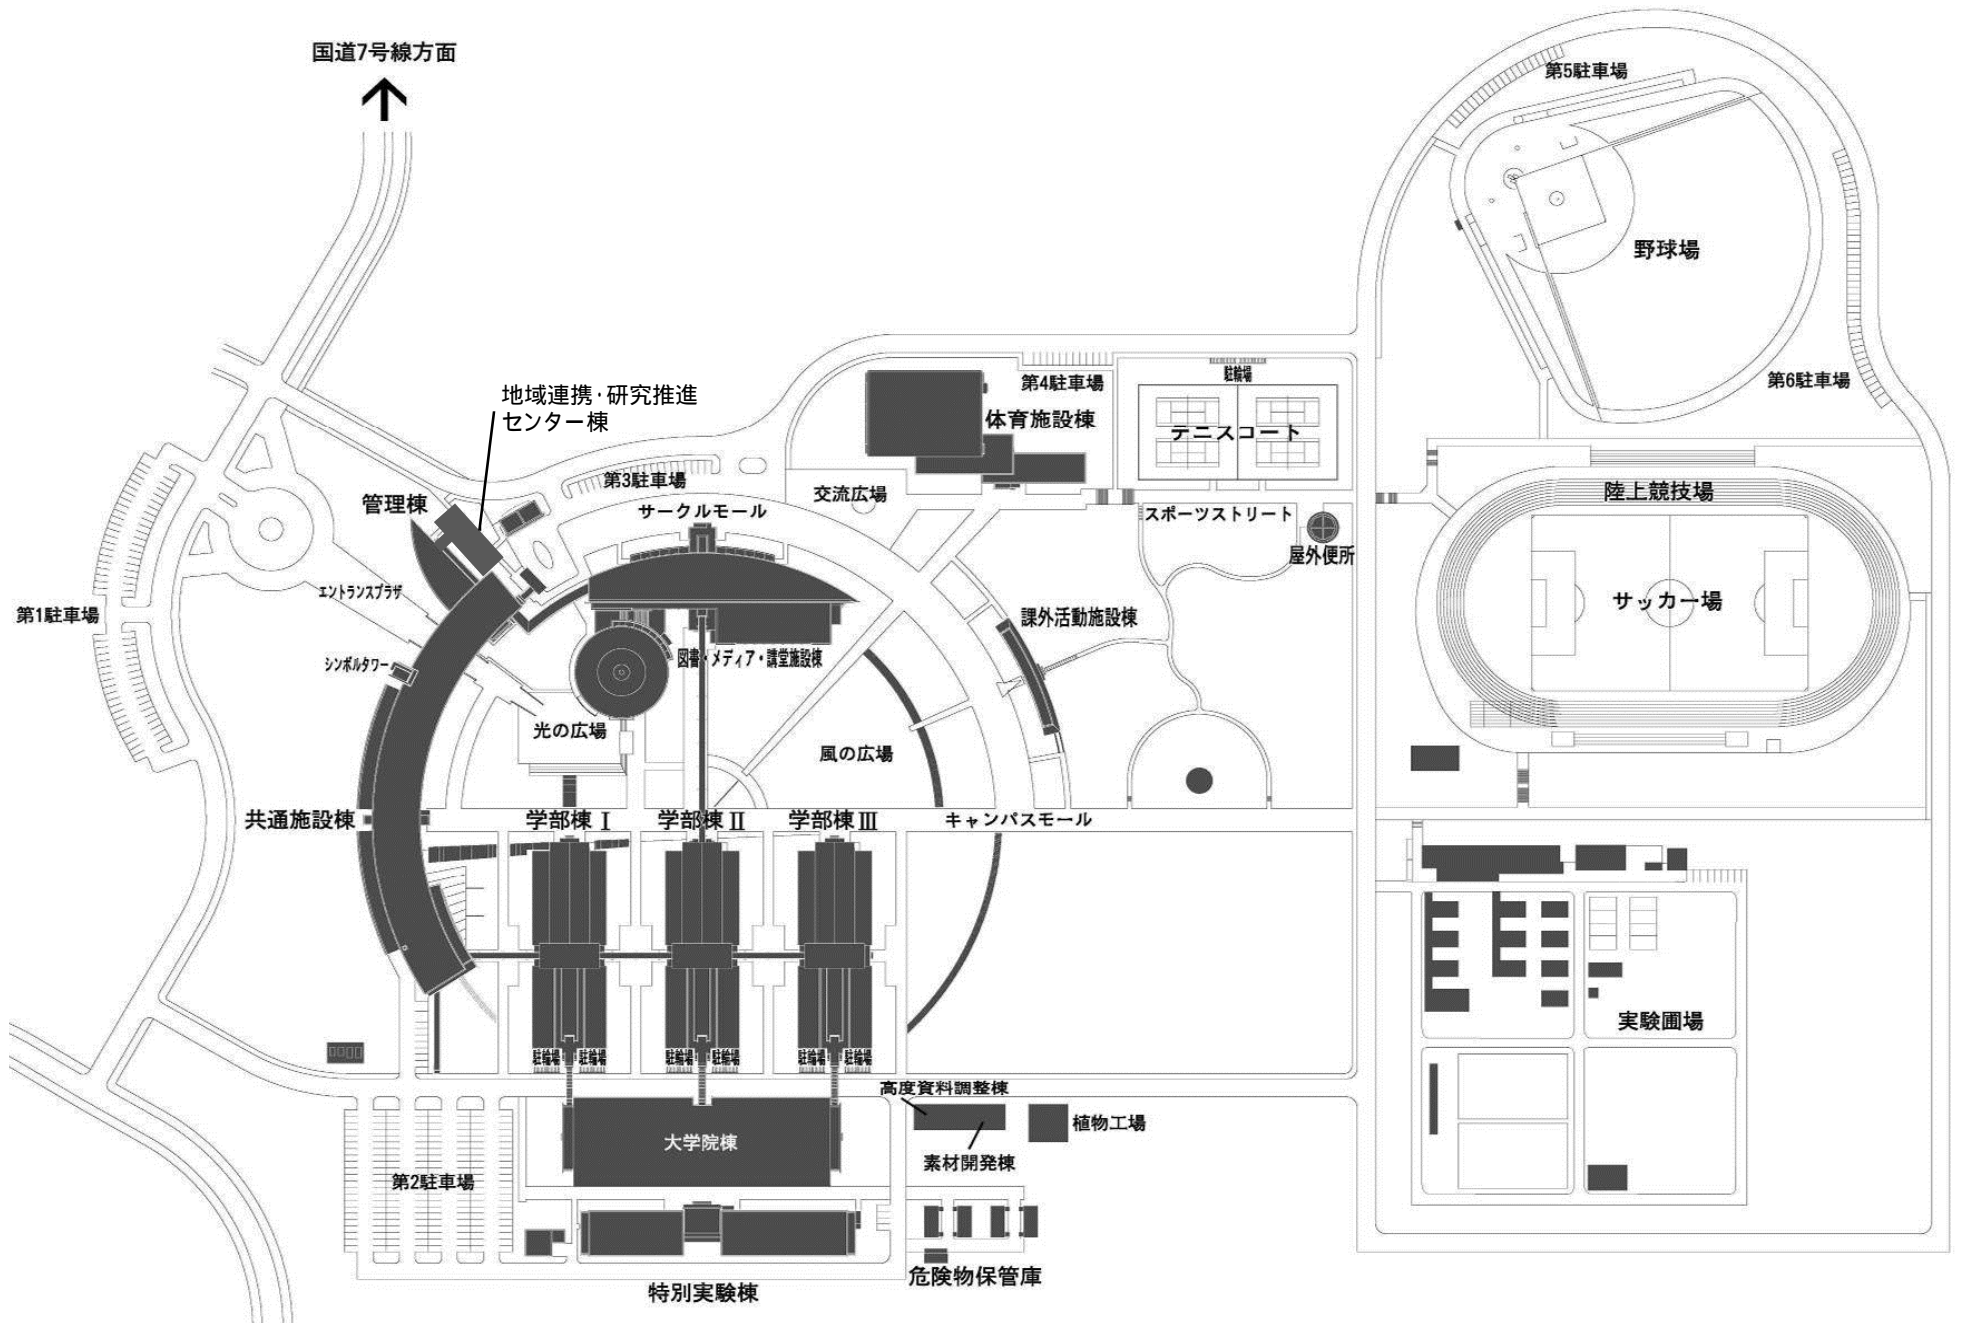 国道7号線方面
第5駐車場
野球場
第6駐車場
地域連携・研究推進
センター棟
第4駐車場
駐輪場
体育施設棟
テニスコート
第3駐車場
管理棟
サークルモール
交流広場
スポーツストリート
屋外便所
陸上競技場
サッカー場
エントランスプラザ
第1駐車場
課外活動施設棟
シンボルタワー
図書・メディア・講堂施設棟
光の広場
風の広場
共通施設棟
学部棟Ⅰ
学部棟Ⅱ
学部棟Ⅲ
キャンパスモール
実験圃場
駐輪場
駐輪場
駐輪場
駐輪場
駐輪場
駐輪場
高度資料調整棟
植物工場
大学院棟
素材開発棟
第2駐車場
危険物保管庫
特別実験棟